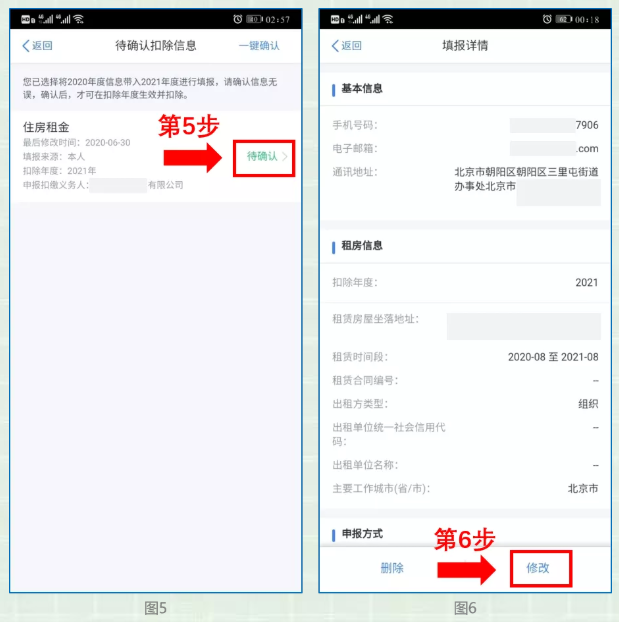 02:57
返回
待确认扣除信息
一键确认
您已选择将2020年度信息带入2021年度进行填报，请确认信息无
误，确认后，才可在扣除年度生效并扣除。
住房租金
第5步
最后修改时间：2020-06-30
填报来源：本人
待确认
扣除年度：2021年
申报扣缴义务人：
有限公司
图5
00:18
返回
填报详情
基本信息
手机号码：
7906
电子邮箱：
.com
通讯地址：
北京市朝阳区朝阳区三里屯街道
办事处北京市
租房信息
扣除年度：
2021
租赁房屋坐落地址：
租赁时间段：
2020-08 至 2021-08
租赁合同编号：
--
出租方类型：
组织
出租单位统一社会信用代
码：
--
出租单位名称：
--
主要工作城市(省/市)：
北京市
申报方式
第6步
删除
修改
图6